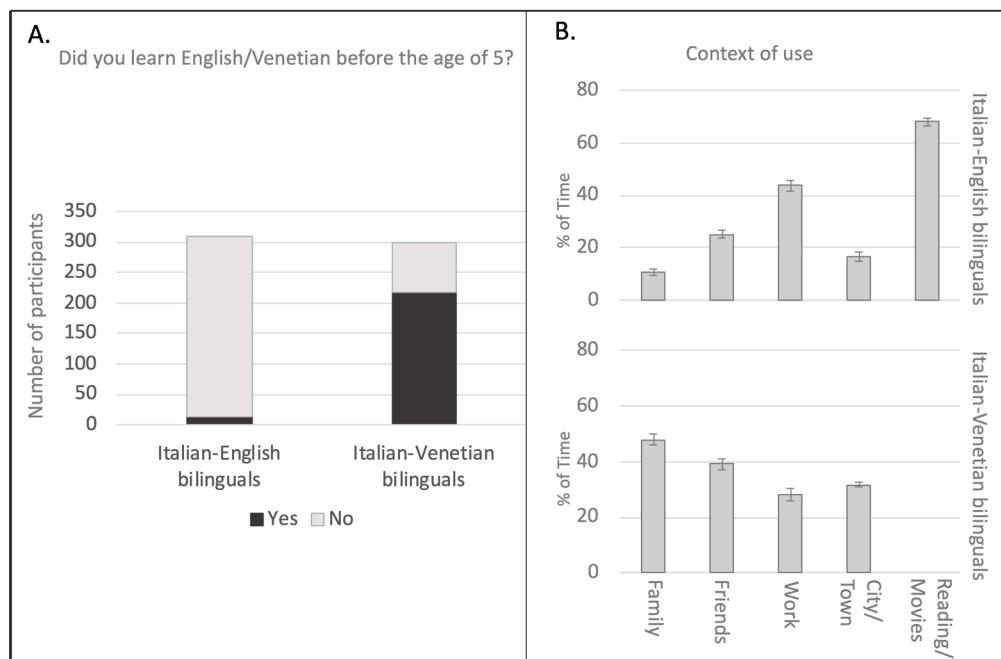 A.
Did you learn English/Venetian before the age of 5?
Number of participants
350
300
250
200
150
100
50
0
Italian-English
bilinguals
Italian-Venetian
bilinguals
Yes
No
B.
Context of use
% of Time
80
60
40
20
0
Italian-English bilinguals
% of Time
80
60
40
20
0
Italian-Venetian bilinguals
Family
Friends
Work
City/
Town
Reading/
Movies